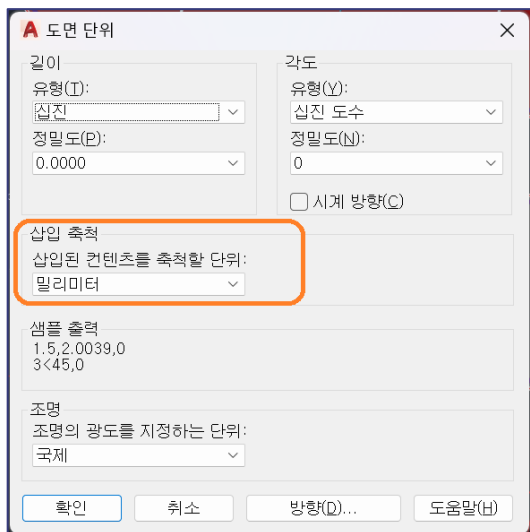 도면 단위
길이
유형(T):
십진
정밀도(P):
0.0000
각도
유형(Y):
십진 도수
정밀도(N):
0
시계 방향(C)
삽입 축척
삽입된 컨텐츠를 축척할 단위:
밀리미터
샘플 출력
1.5,2.0039,0
3<45,0
조명
조명의 광도를 지정하는 단위:
국제
확인 취소 방향(D)... 도움말(H)